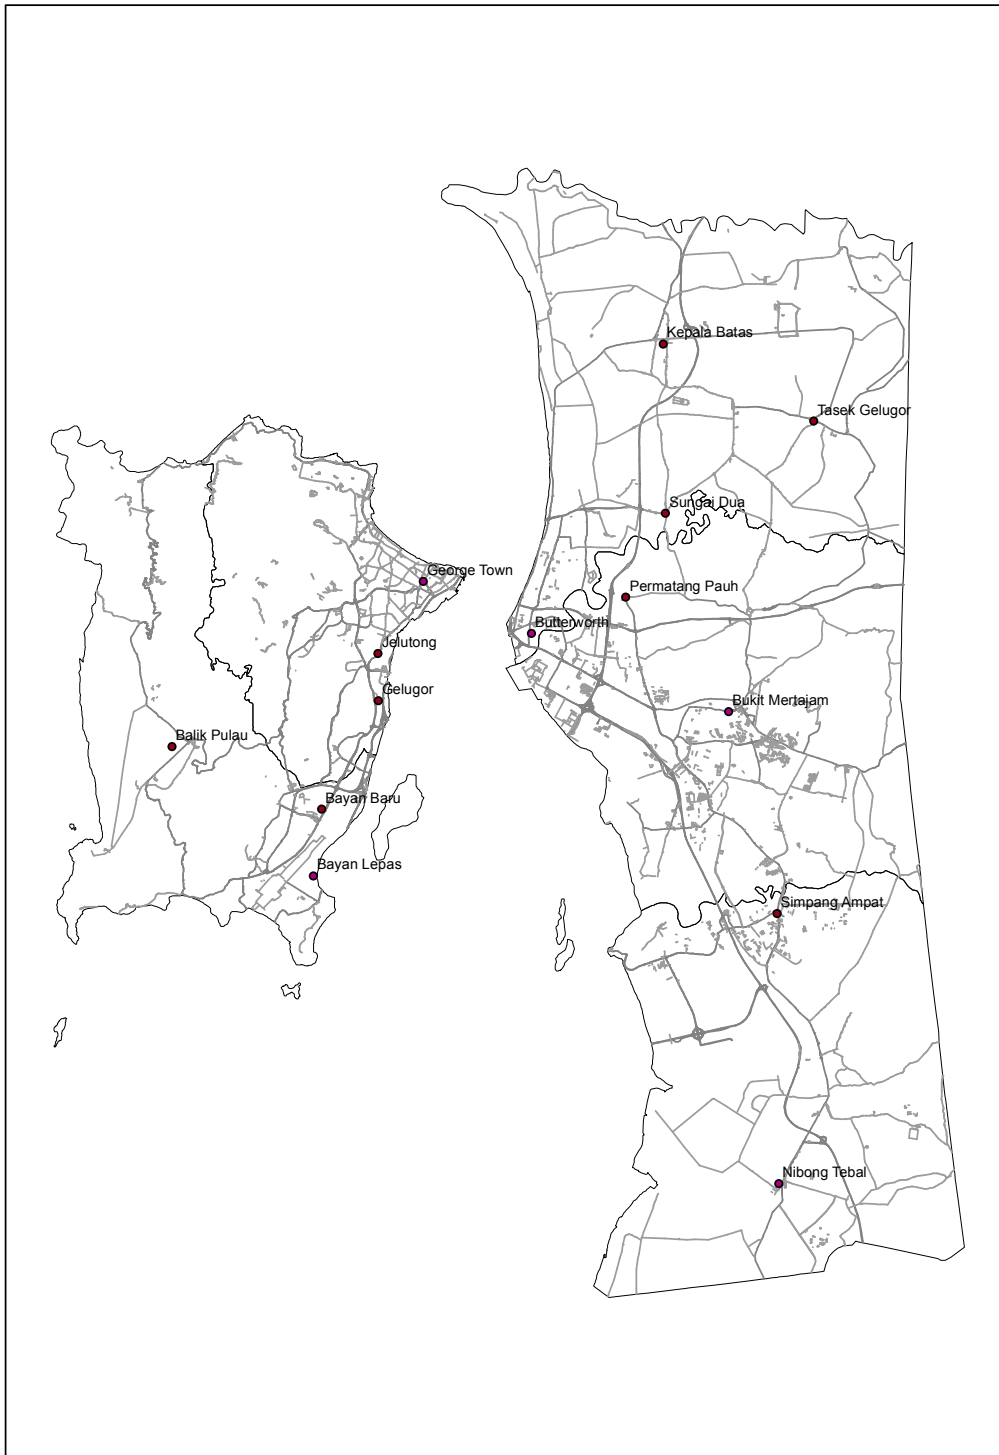 Kepala Batas
Tasek Gelugor
Sungai Dua
George Town
Permatang Pauh
Butterworth
Jelutong
Gelugor
Bukit Mertajam
Balik Pulau
Bayan Baru
Bayan Lepas
Simpang Ampat
Nibong Tebal